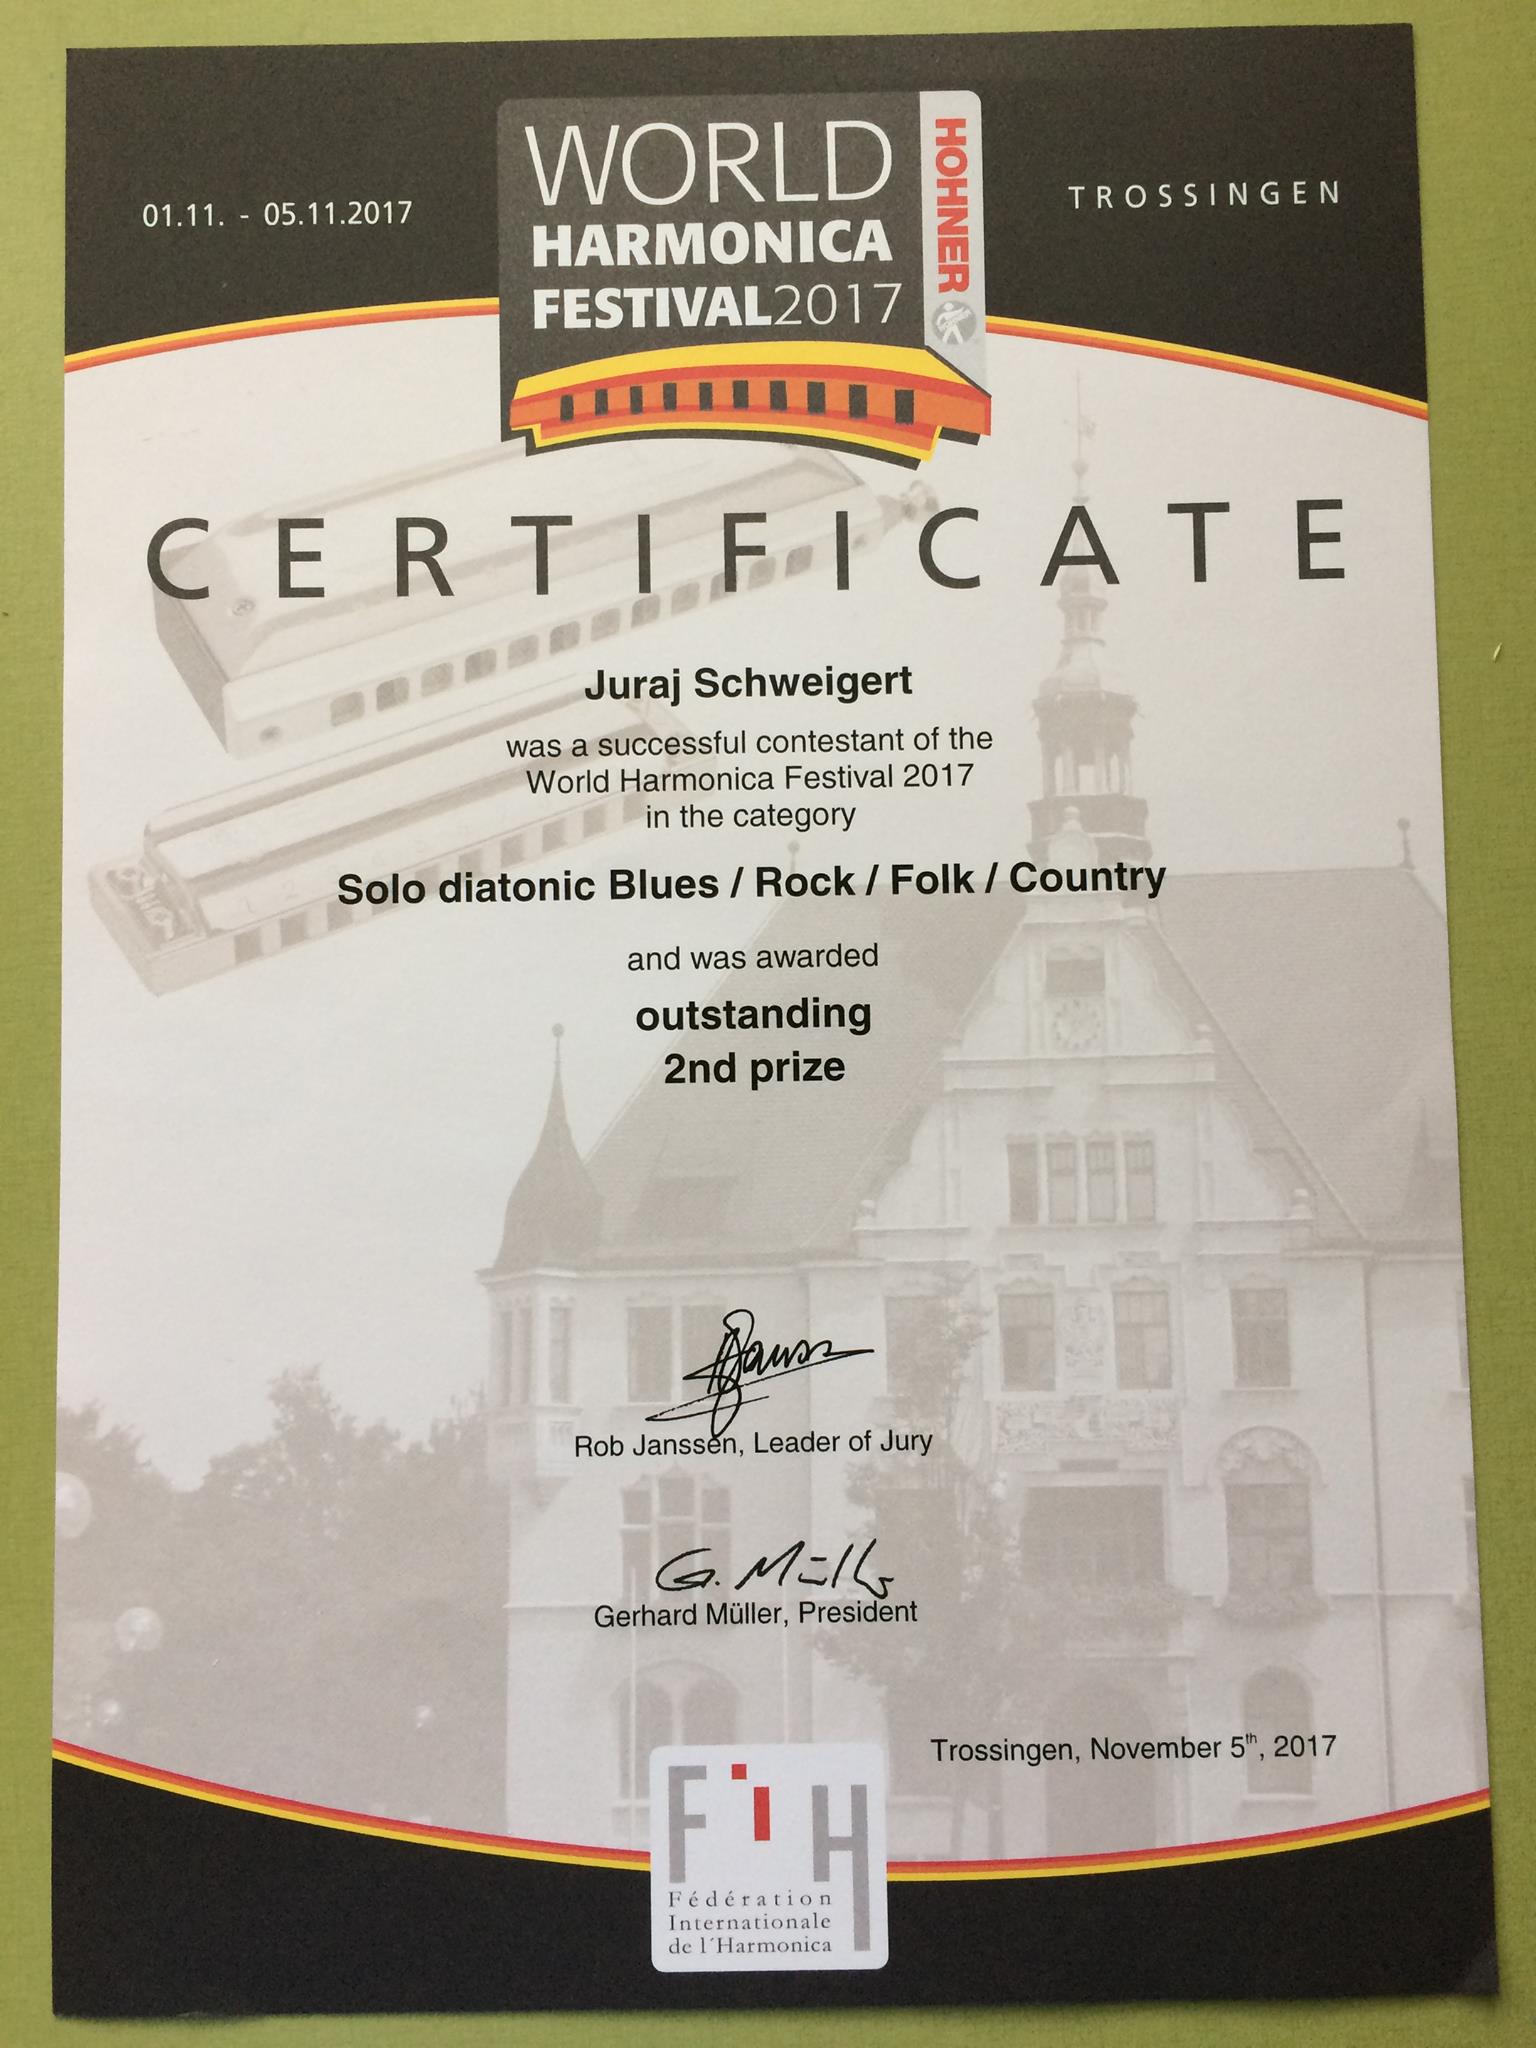 01.11. - 05.11.2017
WORLD
HARMONICA
FESTIVAL2017
HOHNER
TROSSINGEN
CERTIFICATE
Juraj Schweigert
was a successful contestant of the
World Harmonica Festival 2017
in the category
Solo diatonic Blues / Rock / Folk / Country
and was awarded
outstanding
2nd prize
Rob Janssen, Leader of Jury
G. Müller
Gerhard Müller, President
Trossingen, November 5th, 2017
FiH
Fédération
Internationale
de l´Harmonica